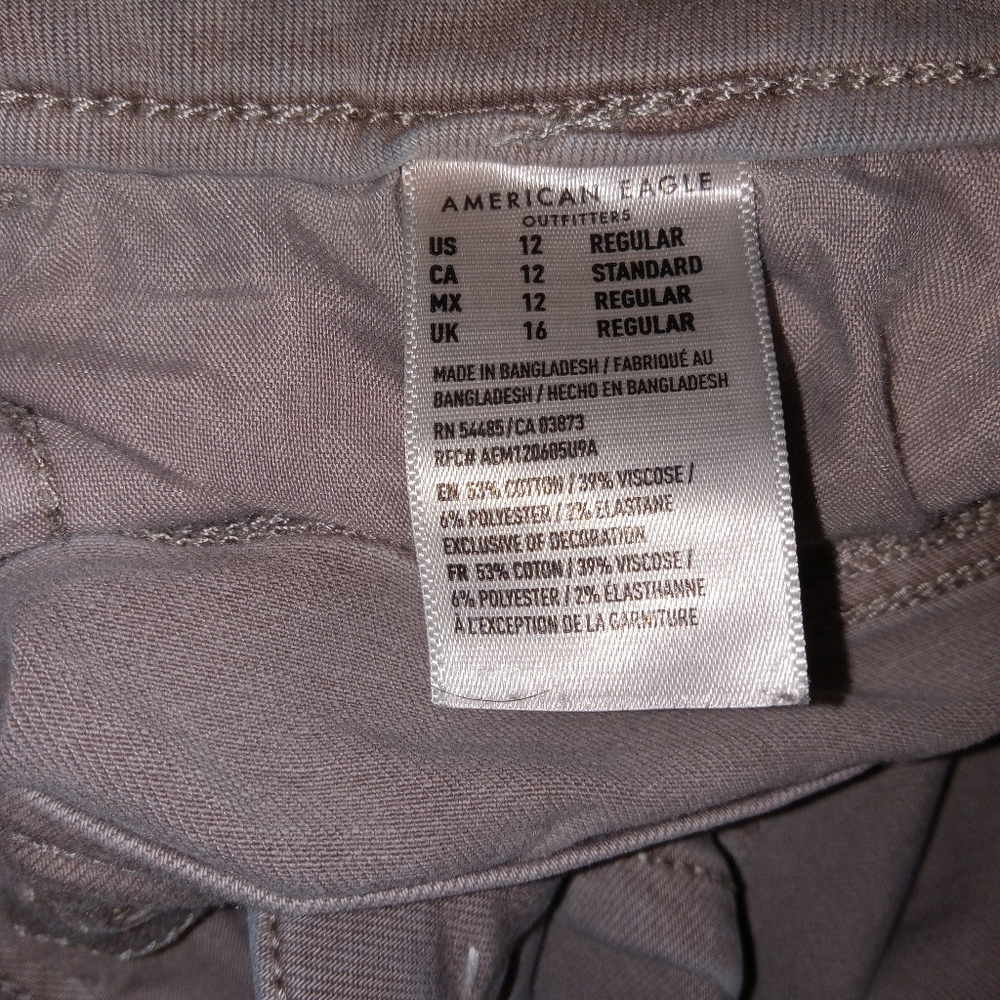 AMERICAN EAGLE
OUTFITTERS
US 12 REGULAR
CA 12 STANDARD
MX 12 REGULAR
UK 16 REGULAR
MADE IN BANGLADESH / FABRIQUÉ AU
BANGLADESH / HECHO EN BANGLADESH
RN 54485/CA 03873
RFC# AEM120605U9A
EN 53% COTTON / 39% VISCOSE /
6% POLYESTER / 2% ELASTANE
EXCLUSIVE OF DECORATION
FR 53% COTON / 39% VISCOSE /
6% POLYESTER / 2% ÉLASTHANNE
À L'EXCEPTION DE LA GARNITURE